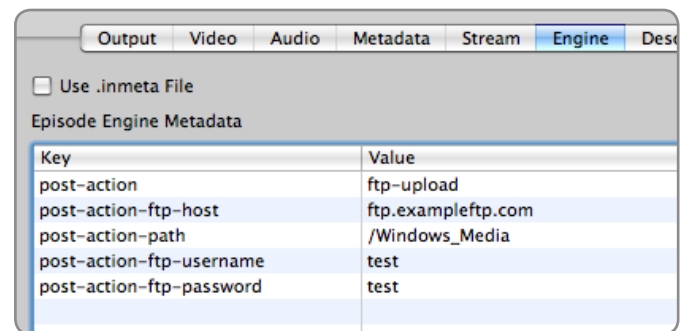 Output Video Audio Metadata Stream Engine Desc
Use .inmeta File
Episode Engine Metadata
Key Value
post-action ftp-upload
post-action-ftp-host ftp.exampleftp.com
post-action-path /Windows_Media
post-action-ftp-username test
post-action-ftp-password test